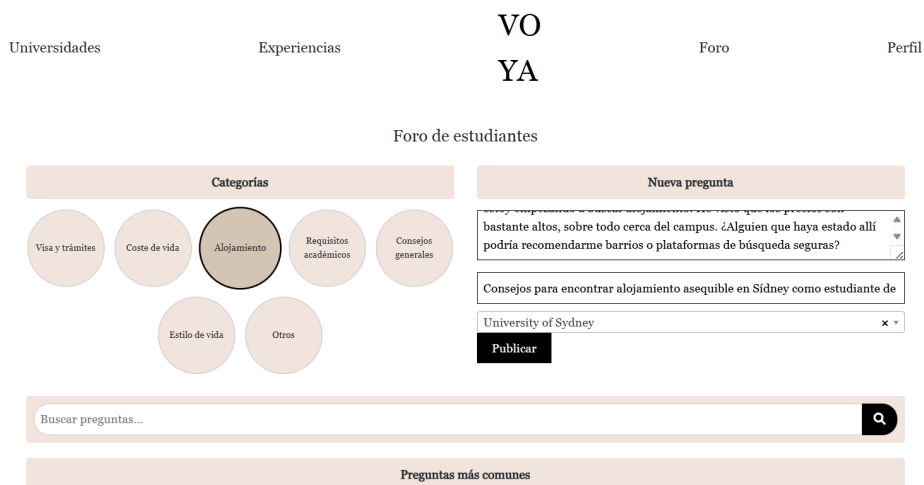 Universidades
Experiencias
VO
YA
Foro
Perfil
Foro de estudiantes
Categorías
Visa y trámites
Coste de vida
Alojamiento
Requisitos
académicos
Consejos
generales
Estilo de vida
Otros
Nueva pregunta
bastante altos, sobre todo cerca del campus. ¿Alguien que haya estado allí
podría recomendarme barrios o plataformas de búsqueda seguras?
Consejos para encontrar alojamiento asequible en Sídney como estudiante de
University of Sydney
Publicar
Buscar preguntas...
Preguntas más comunes